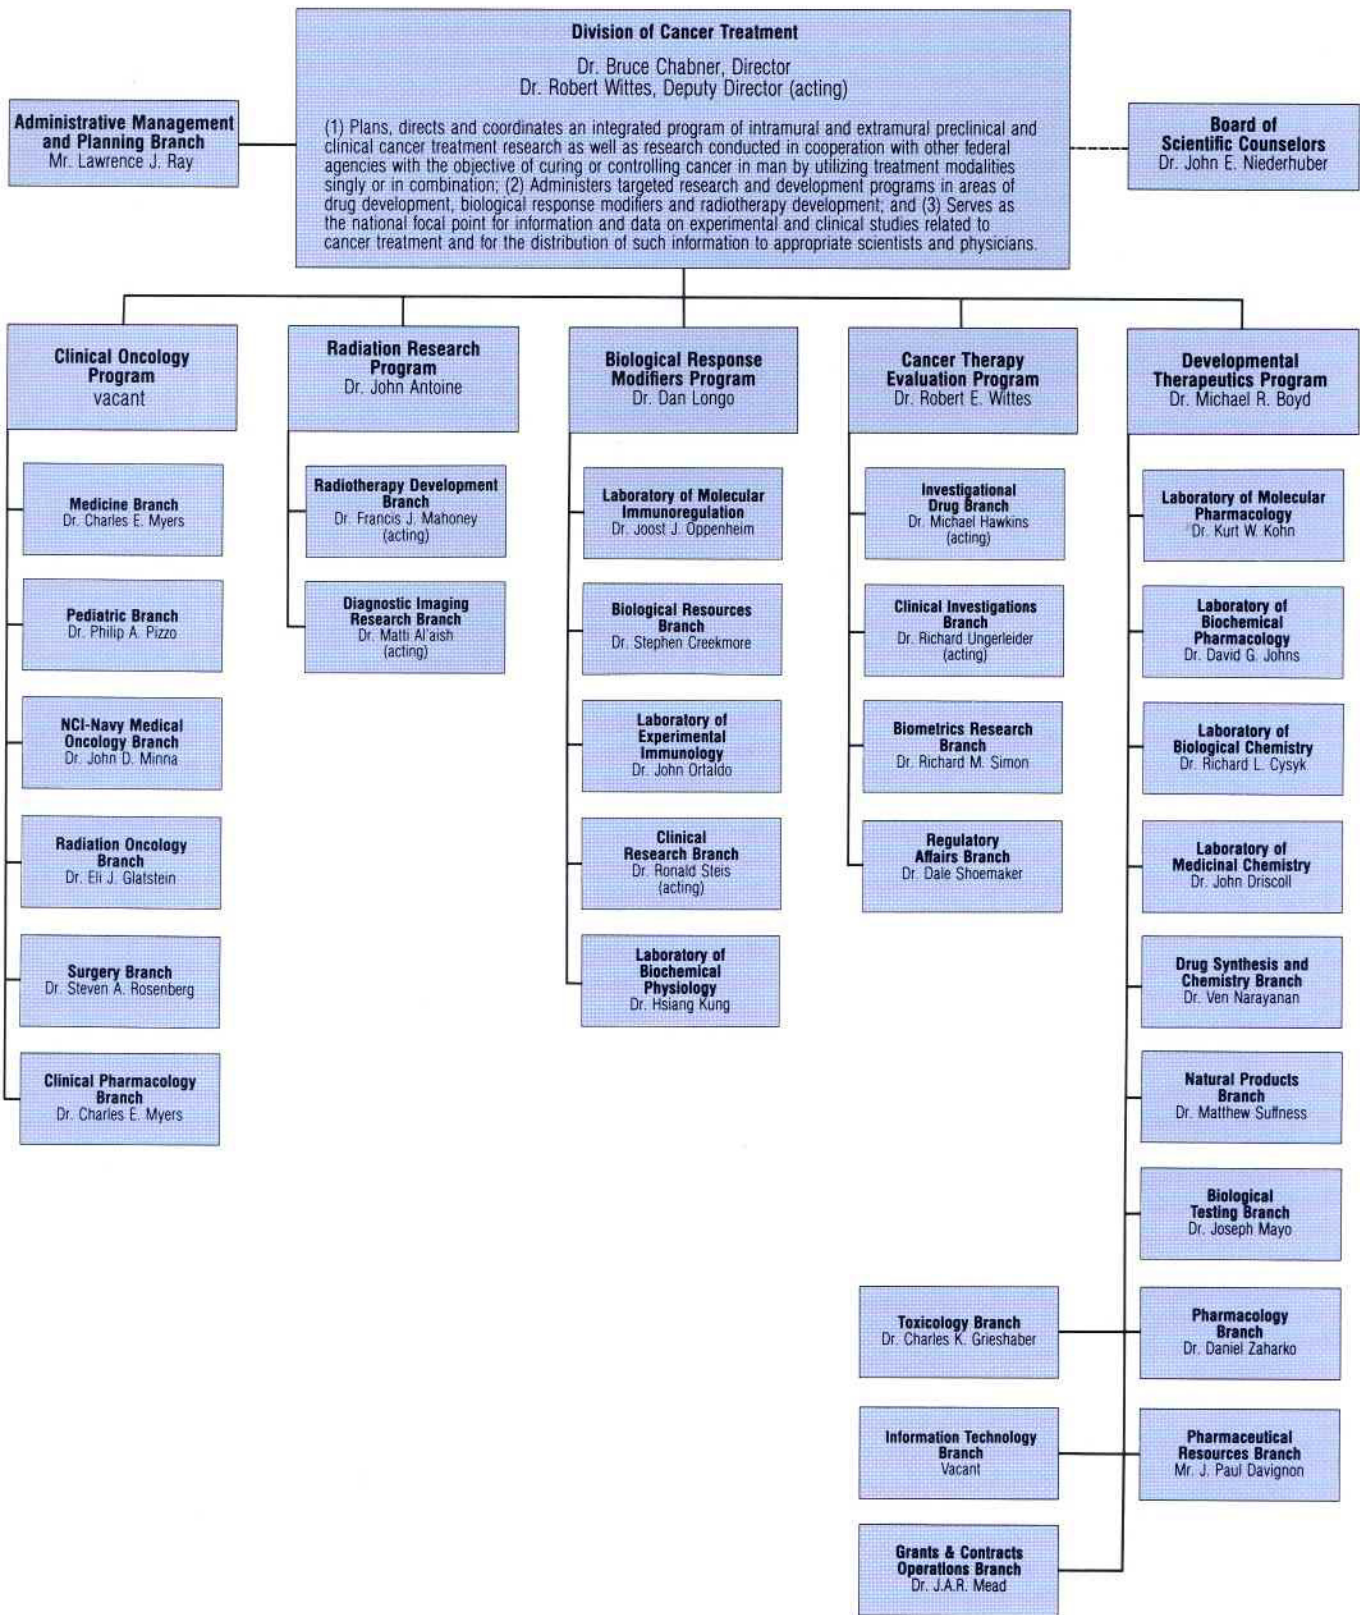 Division of Cancer Treatment
Dr. Bruce Chabner, Director
Dr. Robert Wittes, Deputy Director (acting)
(1) Plans, directs and coordinates an integrated program of intramural and extramural preclinical and
clinical cancer treatment research as well as research conducted in cooperation with other federal
agencies with the objective of curing or controlling cancer in man by utilizing treatment modalities
singly or in combination; (2) Administers targeted research and development programs in areas of
drug development, biological response modifiers and radiotherapy development; and (3) Serves as
the national focal point for information and data on experimental and clinical studies related to
cancer treatment and for the distribution of such information to appropriate scientists and physicians.
Administrative Management
and Planning Branch
Mr. Lawrence J. Ray
Board of
Scientific Counselors
Dr. John E. Niederhuber
Clinical Oncology
Program
vacant
Medicine Branch
Dr. Charles E. Myers
Pediatric Branch
Dr. Philip A. Pizzo
NCI-Navy Medical
Oncology Branch
Dr. John D. Minna
Radiation Oncology
Branch
Dr. Eli J. Glatstein
Surgery Branch
Dr. Steven A. Rosenberg
Clinical Pharmacology
Branch
Dr. Charles E. Myers
Radiation Research
Program
Dr. John Antoine
Radiotherapy Development
Branch
Dr. Francis J. Mahoney
(acting)
Diagnostic Imaging
Research Branch
Dr. Matti Al'aish
(acting)
Biological Response
Modifiers Program
Dr. Dan Longo
Laboratory of Molecular
Immunoregulation
Dr. Joost J. Oppenheim
Biological Resources
Branch
Dr. Stephen Creekmore
Laboratory of
Experimental
Immunology
Dr. John Ortaldo
Clinical
Research Branch
Dr. Ronald Steis
(acting)
Laboratory of
Biochemical
Physiology
Dr. Hsiang Kung
Cancer Therapy
Evaluation Program
Dr. Robert E. Wittes
Investigational
Drug Branch
Dr. Michael Hawkins
(acting)
Clinical Investigations
Branch
Dr. Richard Ungerleider
(acting)
Biometrics Research
Branch
Dr. Richard M. Simon
Regulatory
Affairs Branch
Dr. Dale Shoemaker
Developmental
Therapeutics Program
Dr. Michael R. Boyd
Laboratory of Molecular
Pharmacology
Dr. Kurt W. Kohn
Laboratory of
Biochemical
Pharmacology
Dr. David G. Johns
Laboratory of
Biological Chemistry
Dr. Richard L. Cysyk
Laboratory of
Medicinal Chemistry
Dr. John Driscoll
Drug Synthesis and
Chemistry Branch
Dr. Ven Narayanan
Natural Products
Branch
Dr. Matthew Suffness
Biological
Testing Branch
Dr. Joseph Mayo
Toxicology Branch
Dr. Charles K. Grieshaber
Pharmacology
Branch
Dr. Daniel Zaharko
Information Technology
Branch
Vacant
Pharmaceutical
Resources Branch
Mr. J. Paul Davignon
Grants & Contracts
Operations Branch
Dr. J.A.R. Mead